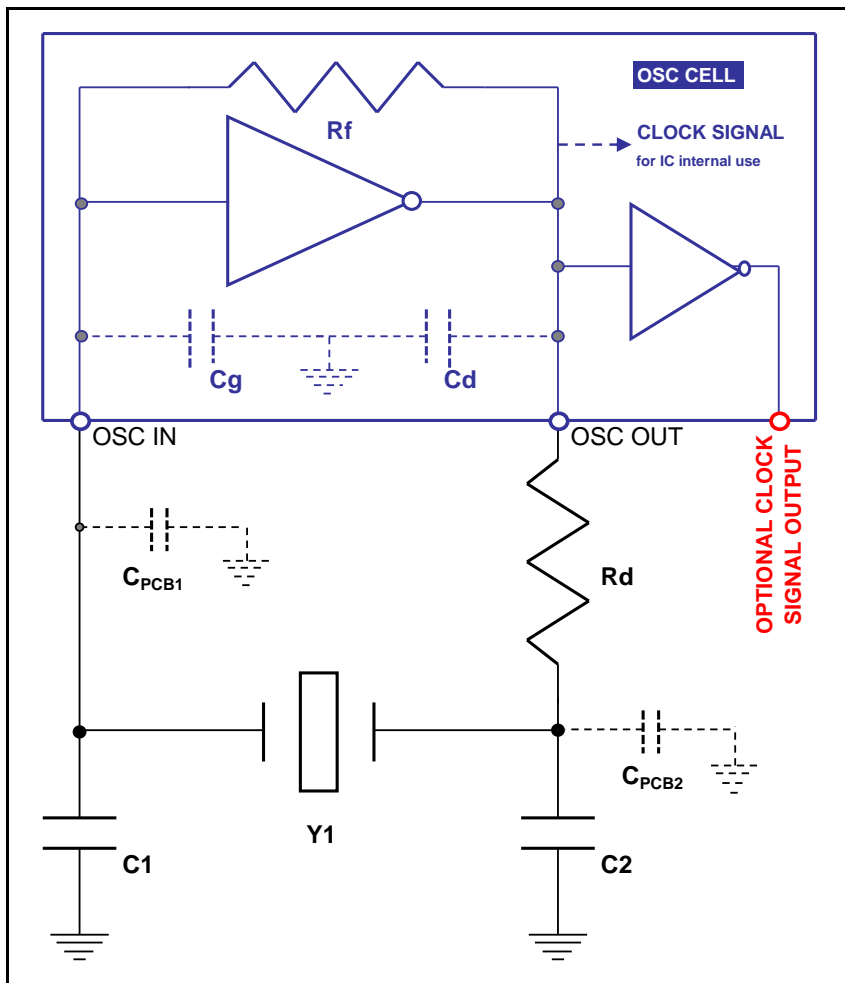 OSC CELL
Rf
CLOCK SIGNAL
for IC internal use
Cg
Cd
OSC IN
OSC OUT
OPTIONAL CLOCK
SIGNAL OUTPUT
CPCB1
Rd
CPCB2
Y1
C1
C2